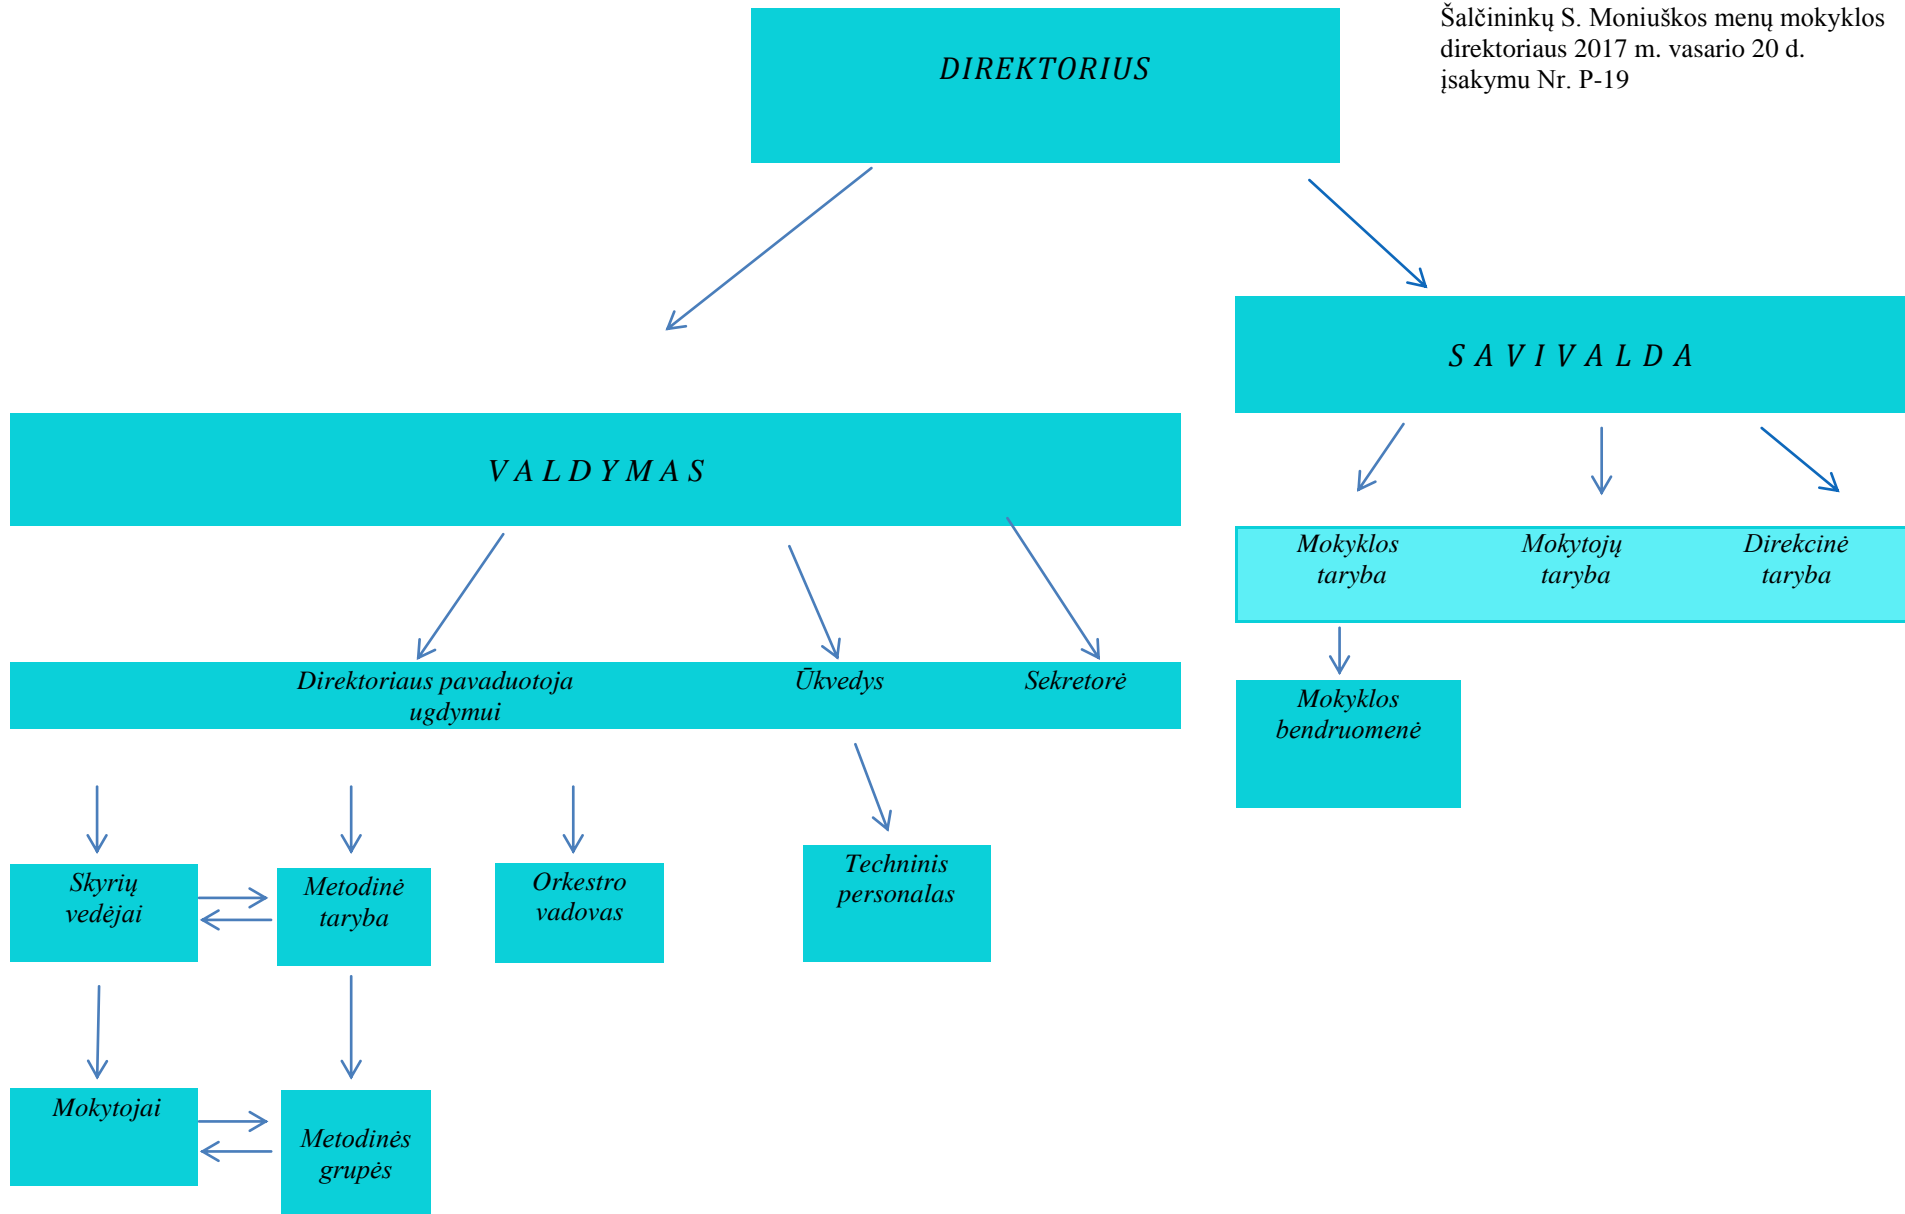 Šalčininkų S. Moniuškos menų mokyklos
direktoriaus 2017 m. vasario 20 d.
įsakymu Nr. P-19
DIREKTORIUS
S A V I V A L D A
V A L D Y M A S
Mokyklos
taryba
Mokytojų
taryba
Direkcinė
taryba
Direktoriaus pavaduotoja
ugdymui
Ūkvedys
Sekretorė
Mokyklos
bendruomenė
Skyrių
vedėjai
Metodinė
taryba
Orkestro
vadovas
Techninis
personalas
Mokytojai
Metodinės
grupės